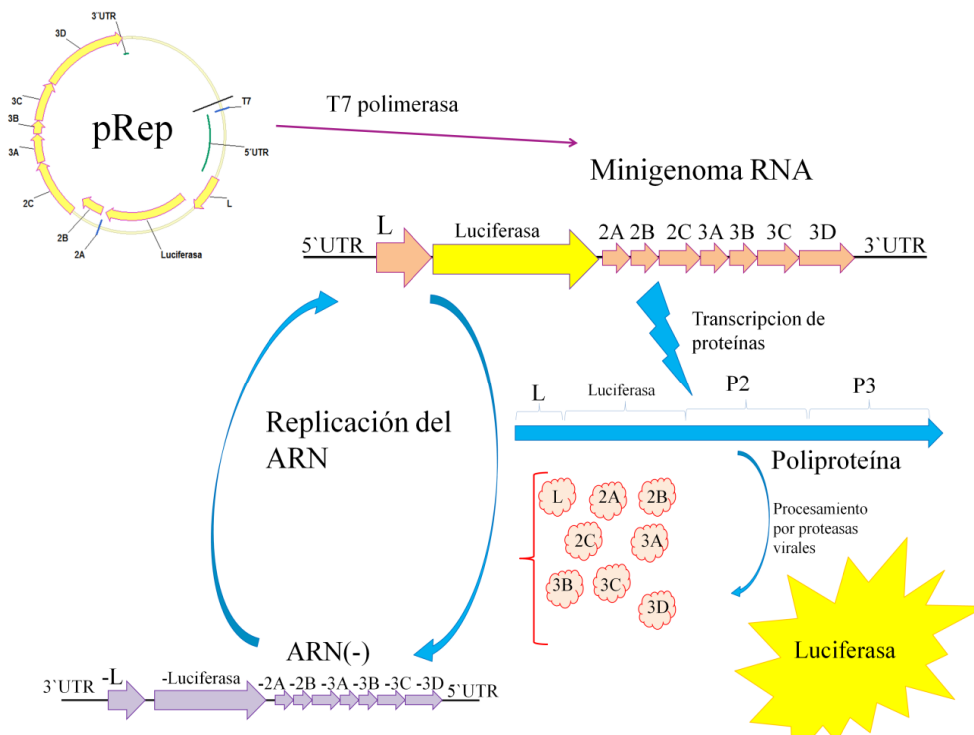 3´UTR
3D
3C
3B
3A
2C
2B
2A
Luciferasa
L
5´UTR
T7
pRep
T7 polimerasa
Minigenoma RNA
5`UTR
L
Luciferasa
2A 2B 2C 3A 3B 3C 3D
3`UTR
Transcripcion de
proteínas
L
Luciferasa
P2
P3
Poliproteína
Replicación del
ARN
Procesamiento
por proteasas
virales
L
2A
2B
2C
3A
3B
3C
3D
Luciferasa
ARN(-)
3`UTR
-L
-Luciferasa
-2A -2B -3A -3B -3C -3D
5`UTR